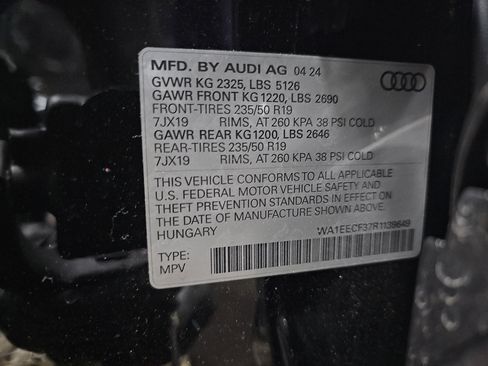 MFD. BY AUDI AG 04 24
GVWR KG 2325, LBS 5126
GAWR FRONT KG 1220, LBS 2690
FRONT-TIRES 235/50 R19
7JX19 RIMS, AT 260 KPA 38 PSI COLD
GAWR REAR KG1200, LBS 2646
REAR-TIRES 235/50 R19
7JX19 RIMS, AT 260 KPA 38 PSI COLD
THIS VEHICLE CONFORMS TO ALL APPLICABLE
U.S. FEDERAL MOTOR VEHICLE SAFETY AND
THEFT PREVENTION STANDARDS IN EFFECT ON
THE DATE OF MANUFACTURE SHOWN ABOVE.
HUNGARY WA1EECF37R1139649
TYPE:
MPV